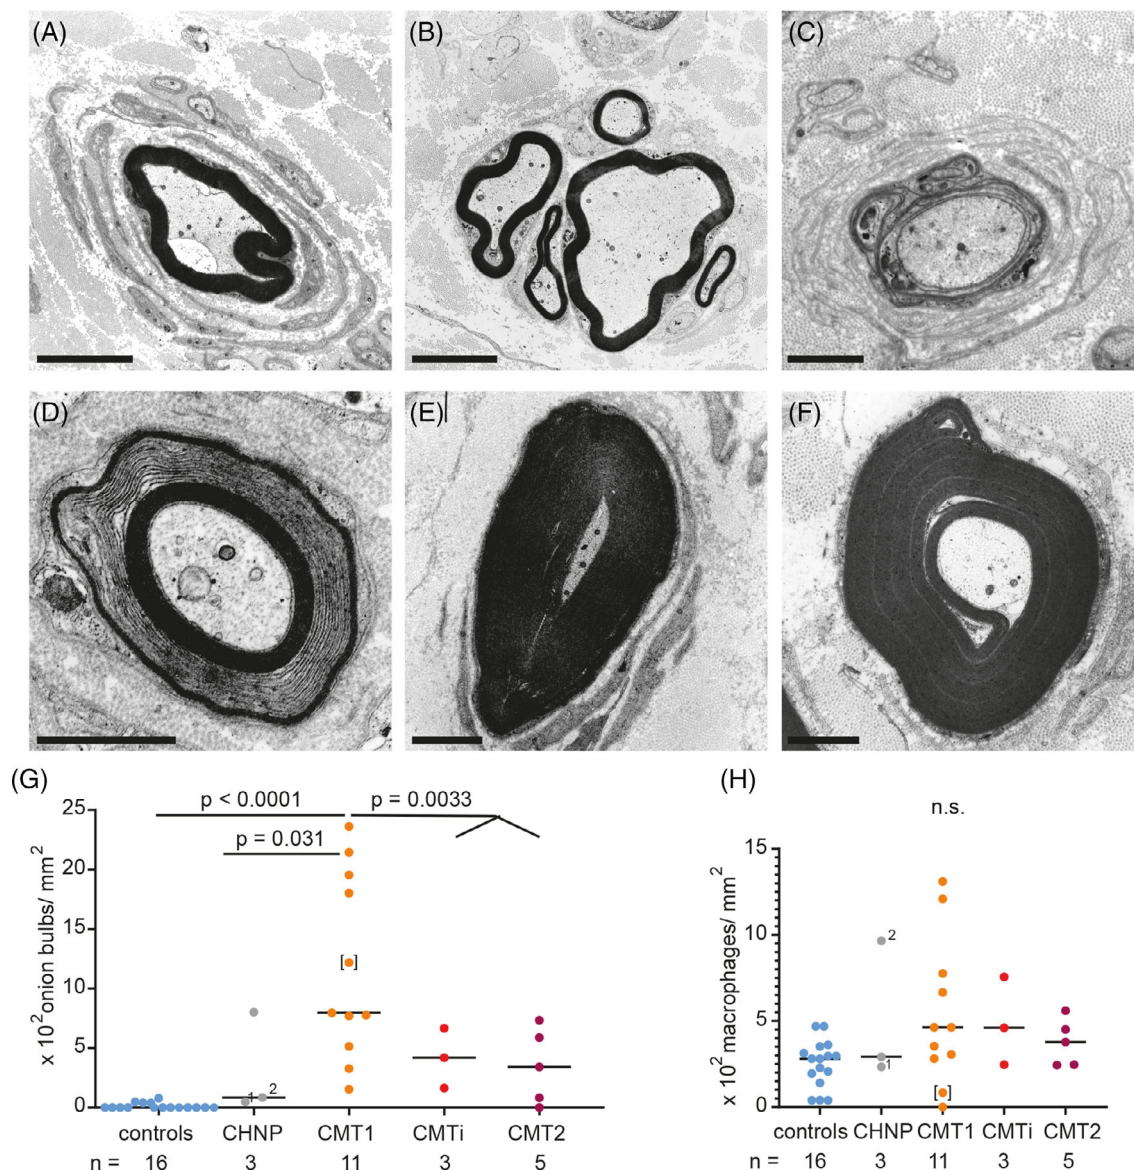 (A)
(B)
(C)
(D)
(E)
(F)
(G)
p < 0.0001
p = 0.0033
p = 0.031
x 10² onion bulbs/ mm²
25
20
15
10
5
0
[ ]
1
2
controls
CHNP
CMT1
CMTi
CMT2
n =
16
3
11
3
5
(H)
n.s.
x 10² macrophages/ mm²
15
10
5
0
2
1
[ ]
controls
CHNP
CMT1
CMTi
CMT2
n =
16
3
11
3
5